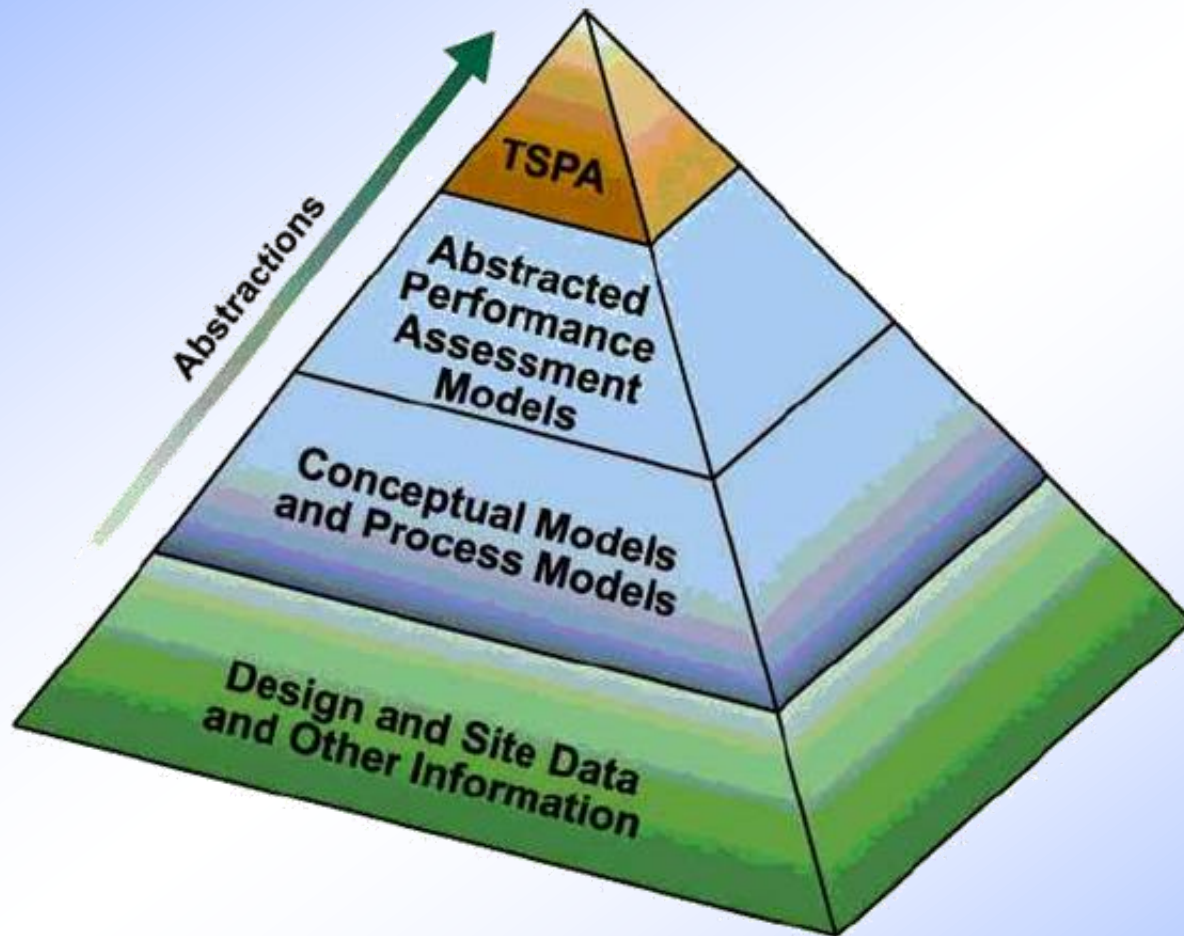 Abstractions
TSPA
Abstracted
Performance
Assessment
Models
Conceptual Models
and Process Models
Design and Site Data
and Other Information